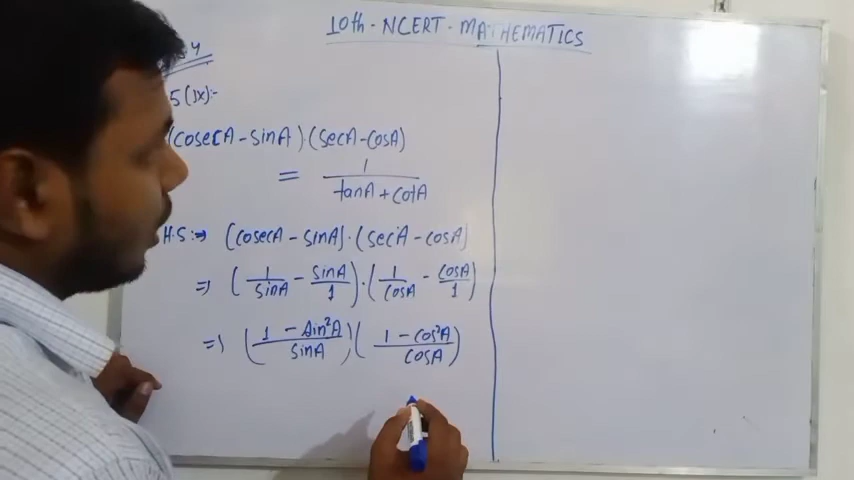 10th - NCERT - MATHEMATICS
4
5 (IX):-
(cosecA - sinA) · (secA - cosA)
= 1/(tanA + cotA)
H.S :⇒ (cosecA - sinA) · (secA - cosA)
⇒ (1/sinA - sinA/1) · (1/cosA - cosA/1)
⇒ ((1 - sin²A)/sinA) ((1 - cos²A)/cosA)